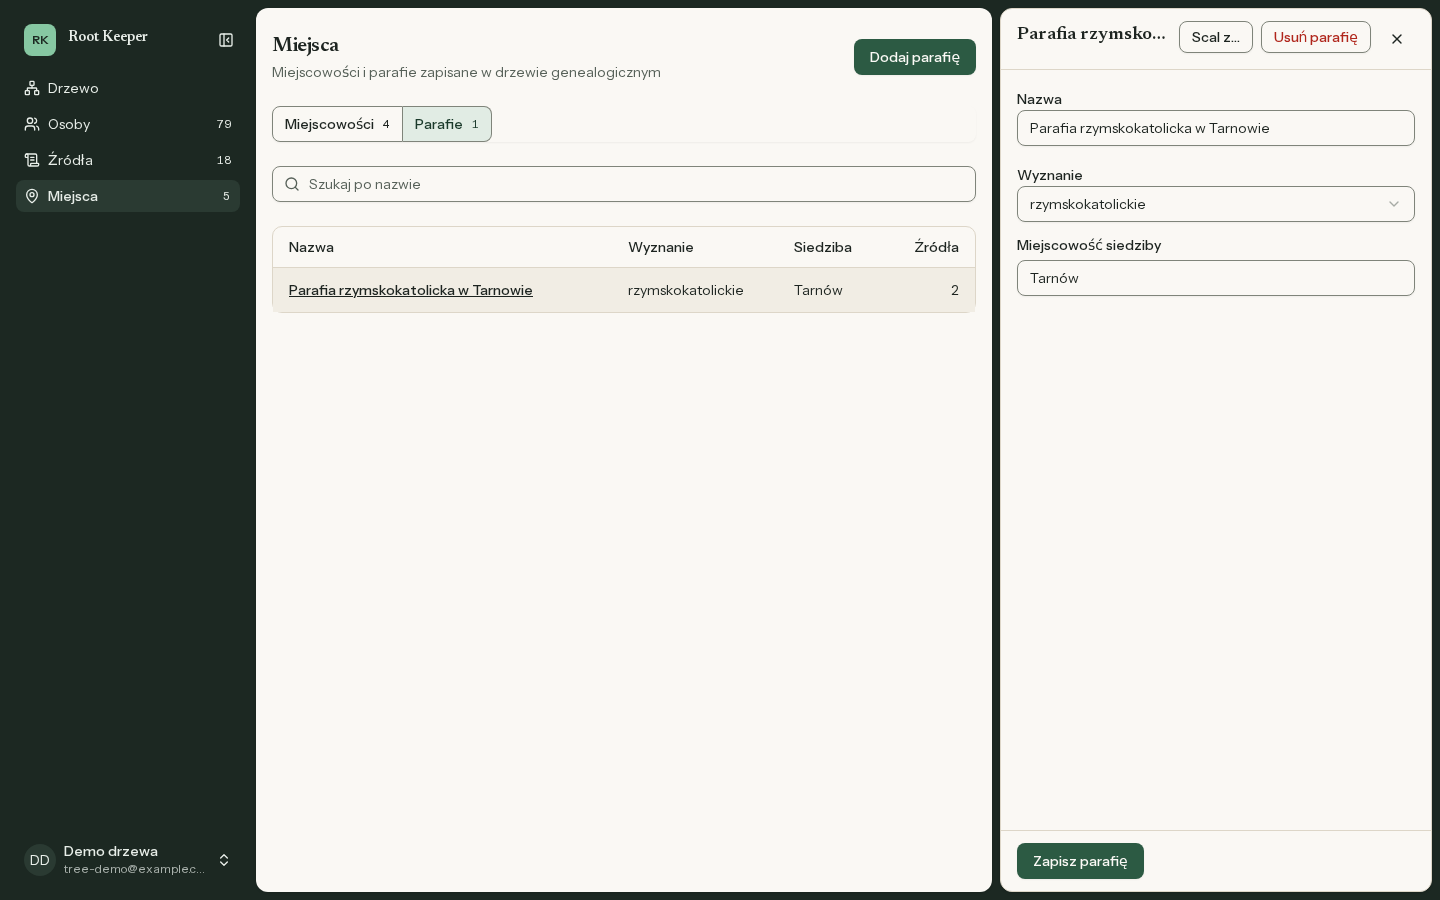 RK
Root Keeper
Drzewo
Osoby 79
Źródła 18
Miejsca 5
DD
Demo drzewa
tree-demo@example.c...
Miejsca
Miejscowości i parafie zapisane w drzewie genealogicznym
Dodaj parafię
Miejscowości 4
Parafie 1
Szukaj po nazwie
Nazwa Wyznanie Siedziba Źródła
Parafia rzymskokatolicka w Tarnowie rzymskokatolickie Tarnów 2
Parafia rzymsko...
Scal z...
Usuń parafię
Nazwa
Parafia rzymskokatolicka w Tarnowie
Wyznanie
rzymskokatolickie
Miejscowość siedziby
Tarnów
Zapisz parafię